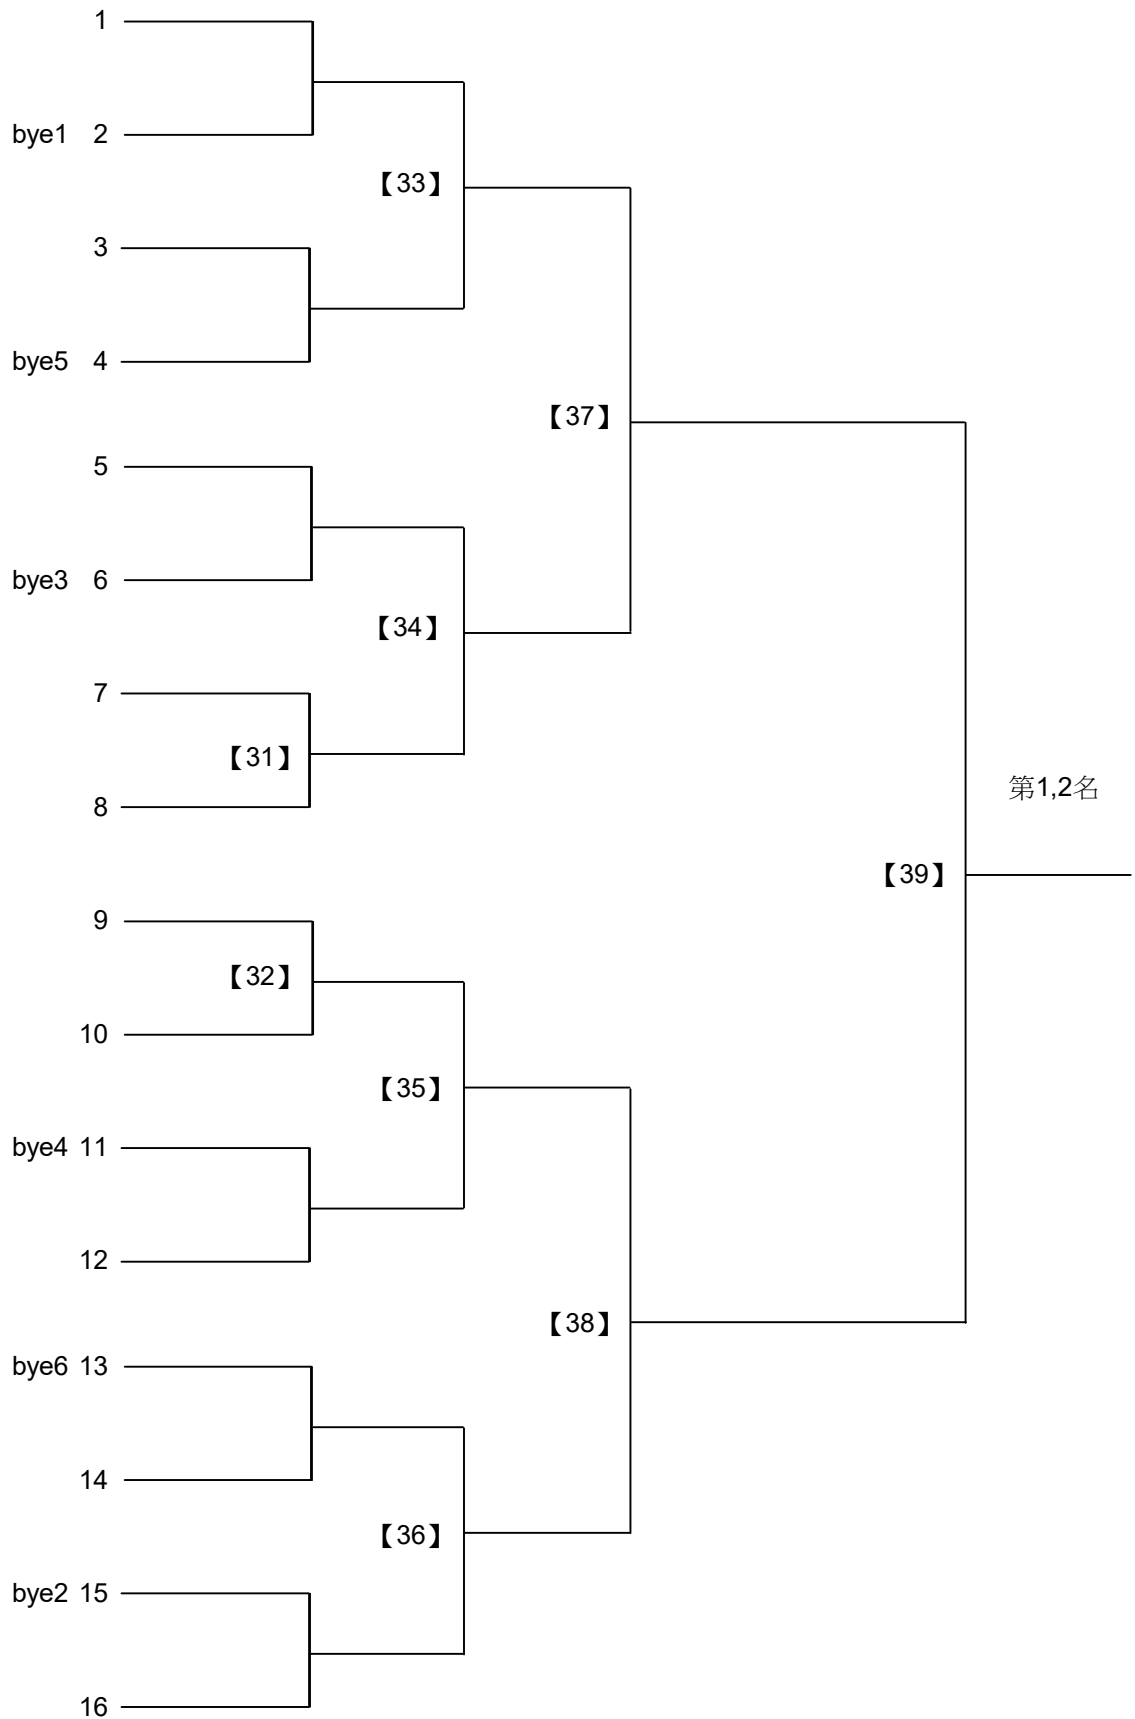 1
bye1 2
【33】
3
bye5 4
【37】
5
bye3 6
【34】
7
【31】
第1,2名
8
【39】
9
【32】
10
【35】
bye4 11
12
【38】
bye6 13
14
【36】
bye2 15
16